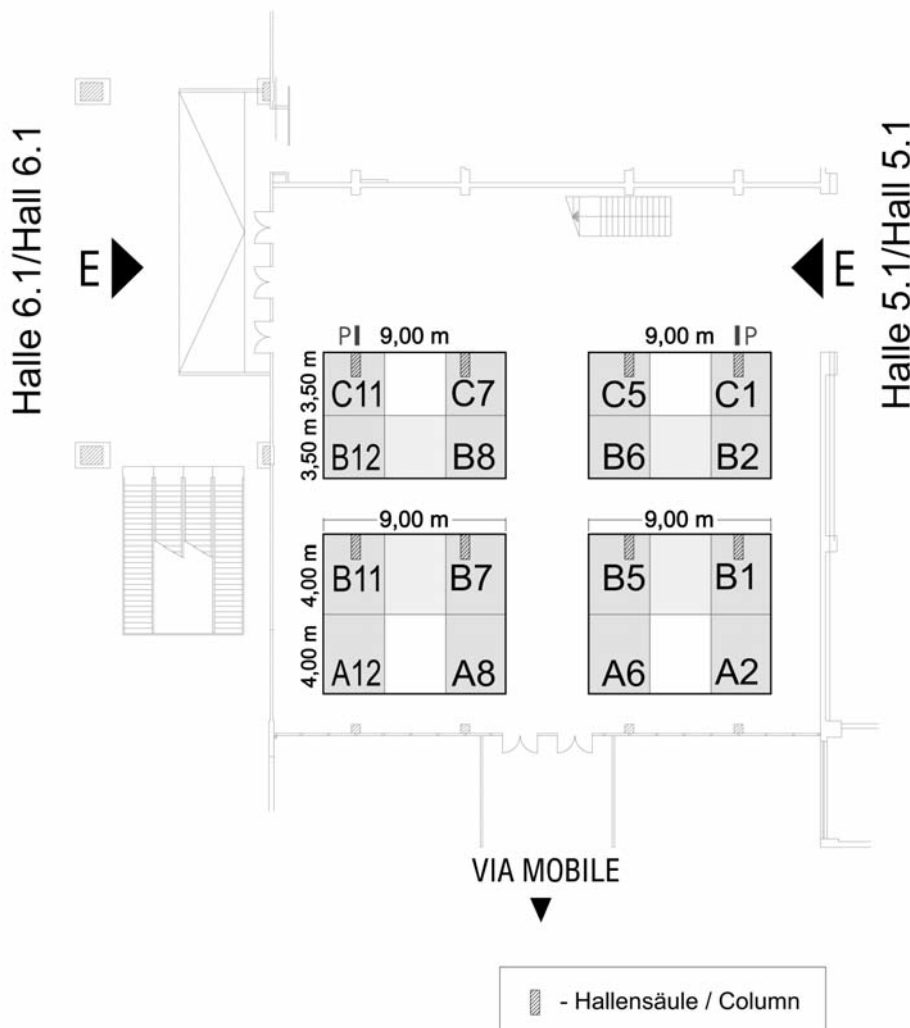 Halle 6.1/Hall 6.1
Halle 5.1/Hall 5.1
E
E
P 9,00 m
9,00 m P
3,50 m
C11 C7
C5 C1
3,50 m
B12 B8
B6 B2
9,00 m
9,00 m
4,00 m
B11 B7
B5 B1
4,00 m
A12 A8
A6 A2
VIA MOBILE
- Hallensäule / Column